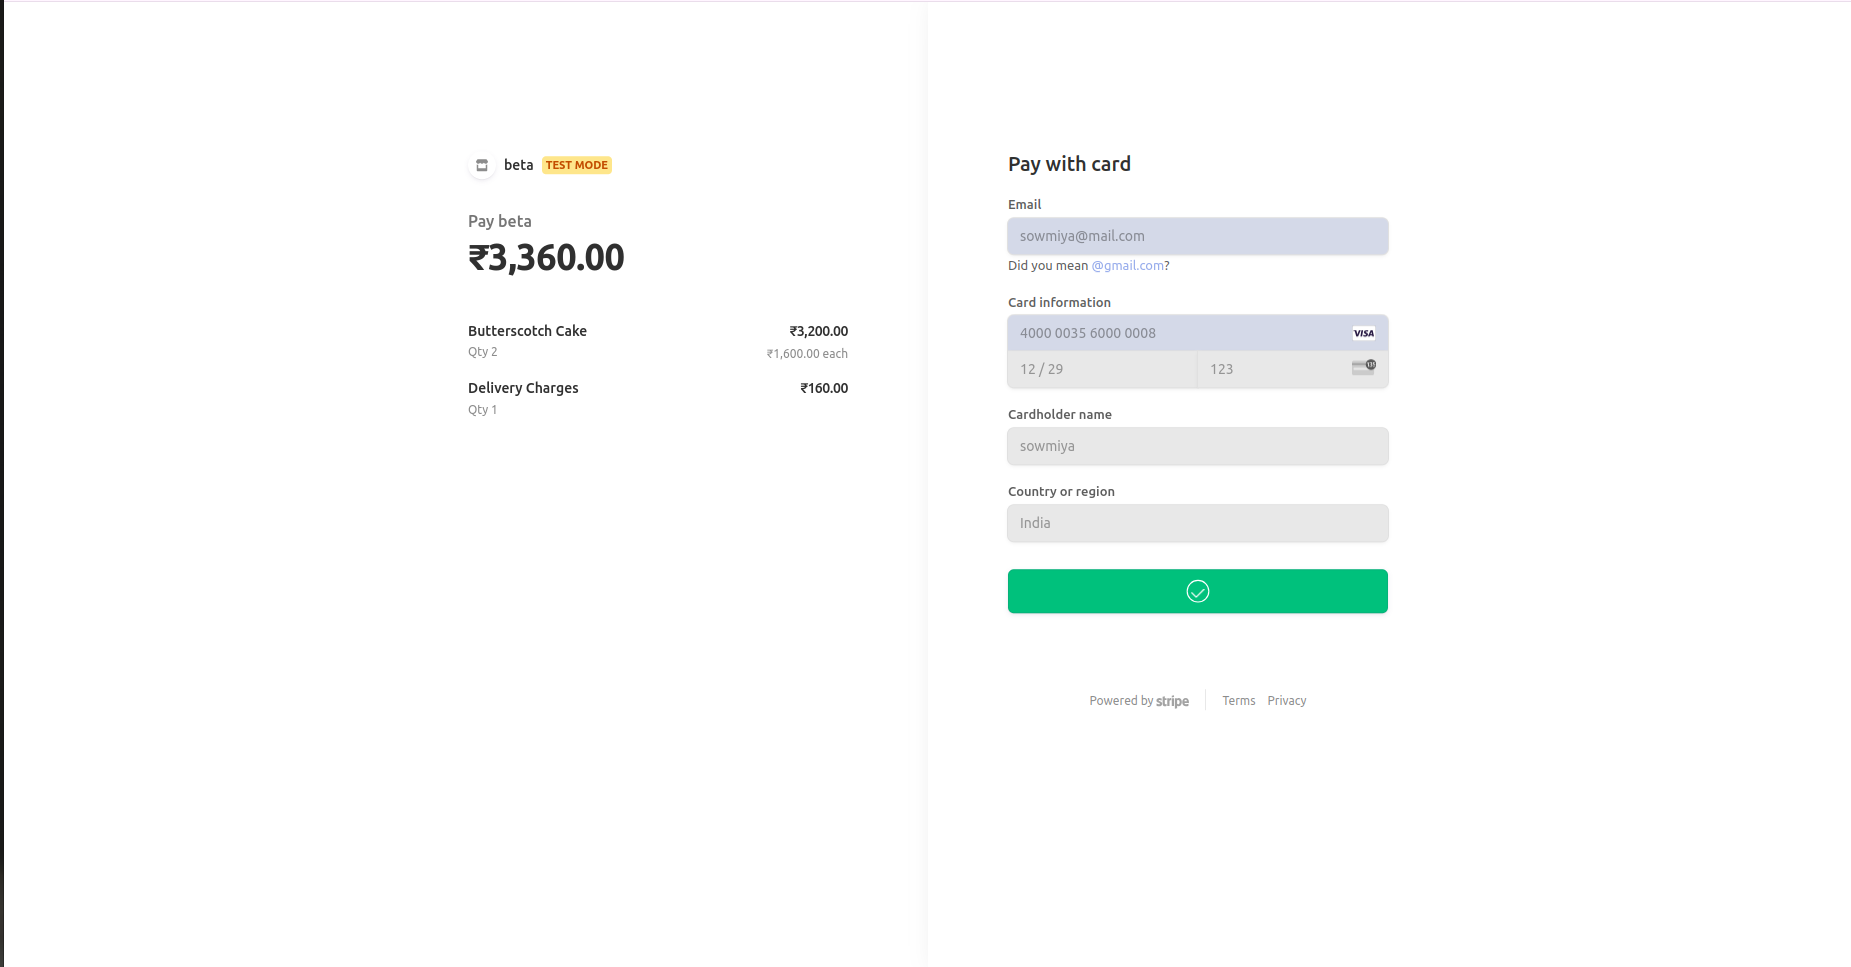 beta TEST MODE
Pay beta
₹3,360.00
Butterscotch Cake ₹3,200.00
Qty 2 ₹1,600.00 each
Delivery Charges ₹160.00
Qty 1
Pay with card
Email
sowmiya@mail.com
Did you mean @gmail.com?
Card information
4000 0035 6000 0008 VISA
12 / 29 123
Cardholder name
sowmiya
Country or region
India
Powered by stripe Terms Privacy